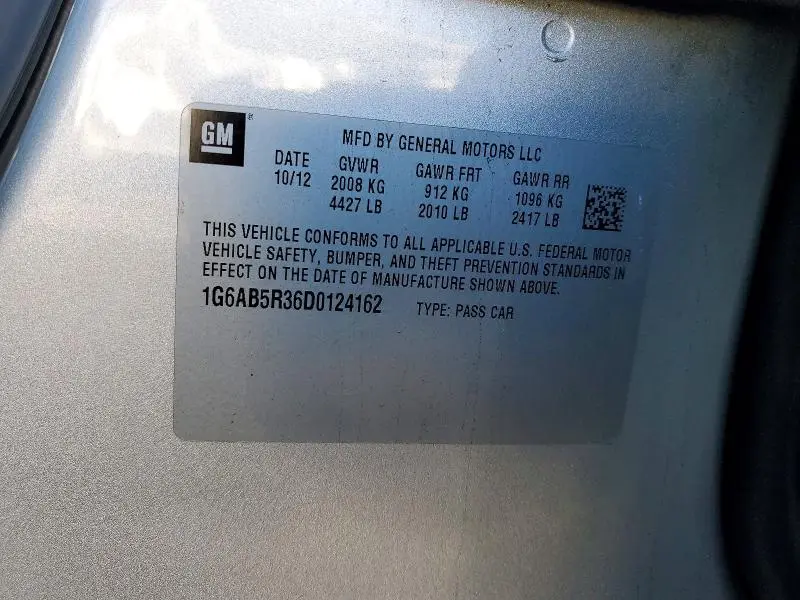 GM®
MFD BY GENERAL MOTORS LLC
DATE GVWR GAWR FRT GAWR RR
10/12 2008 KG 912 KG 1096 KG
4427 LB 2010 LB 2417 LB
THIS VEHICLE CONFORMS TO ALL APPLICABLE U.S. FEDERAL MOTOR
VEHICLE SAFETY, BUMPER, AND THEFT PREVENTION STANDARDS IN
EFFECT ON THE DATE OF MANUFACTURE SHOWN ABOVE.
1G6AB5R36D0124162 TYPE: PASS CAR